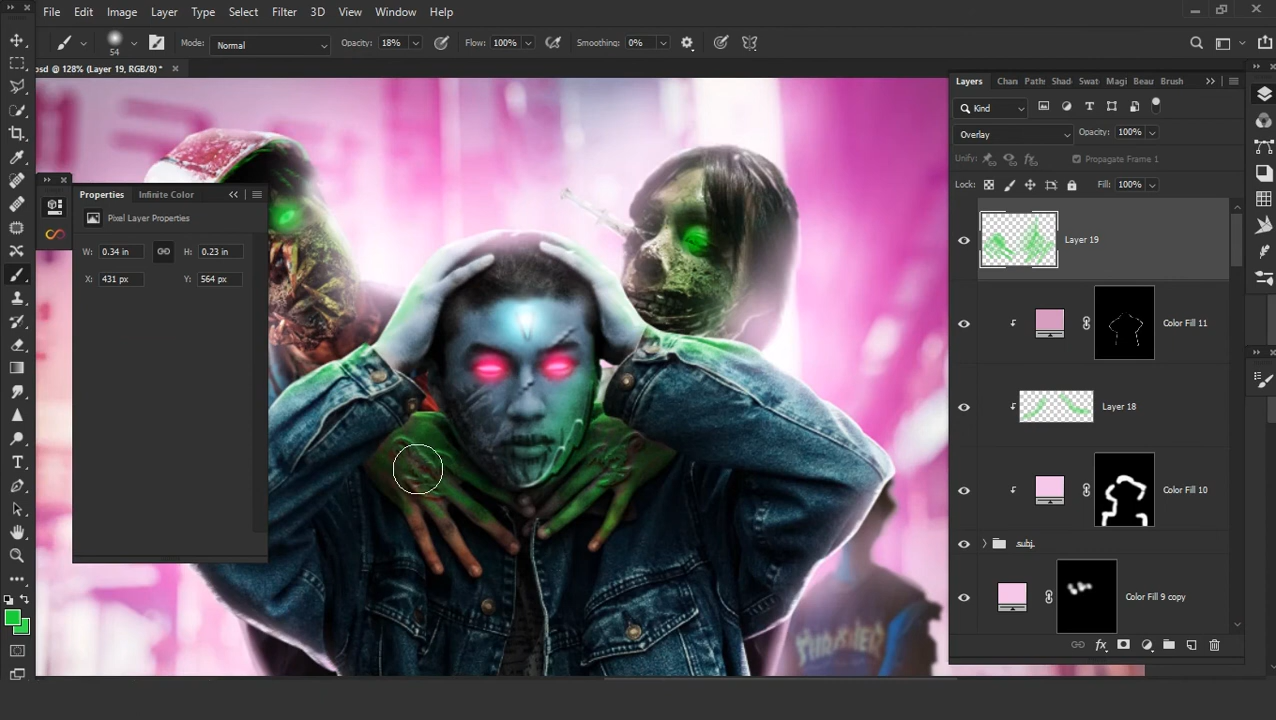 File Edit Image Layer Type Select Filter 3D View Window Help
54 Mode: Normal Opacity: 18% Flow: 100% Smoothing: 0%
osd @ 128% (Layer 19, RGB/8) * ×
Layers Chan Path: Shad Swat Magi Beau Brush
Kind
Overlay Opacity: 100%
Unify: Propagate Frame 1
Lock: Fill: 100%
Properties Infinite Color
Pixel Layer Properties
W: 0.34 in H: 0.23 in
X: 431 px Y: 564 px
Layer 19
Color Fill 11
Layer 18
Color Fill 10
subj.
Color Fill 9 copy
THRASHER